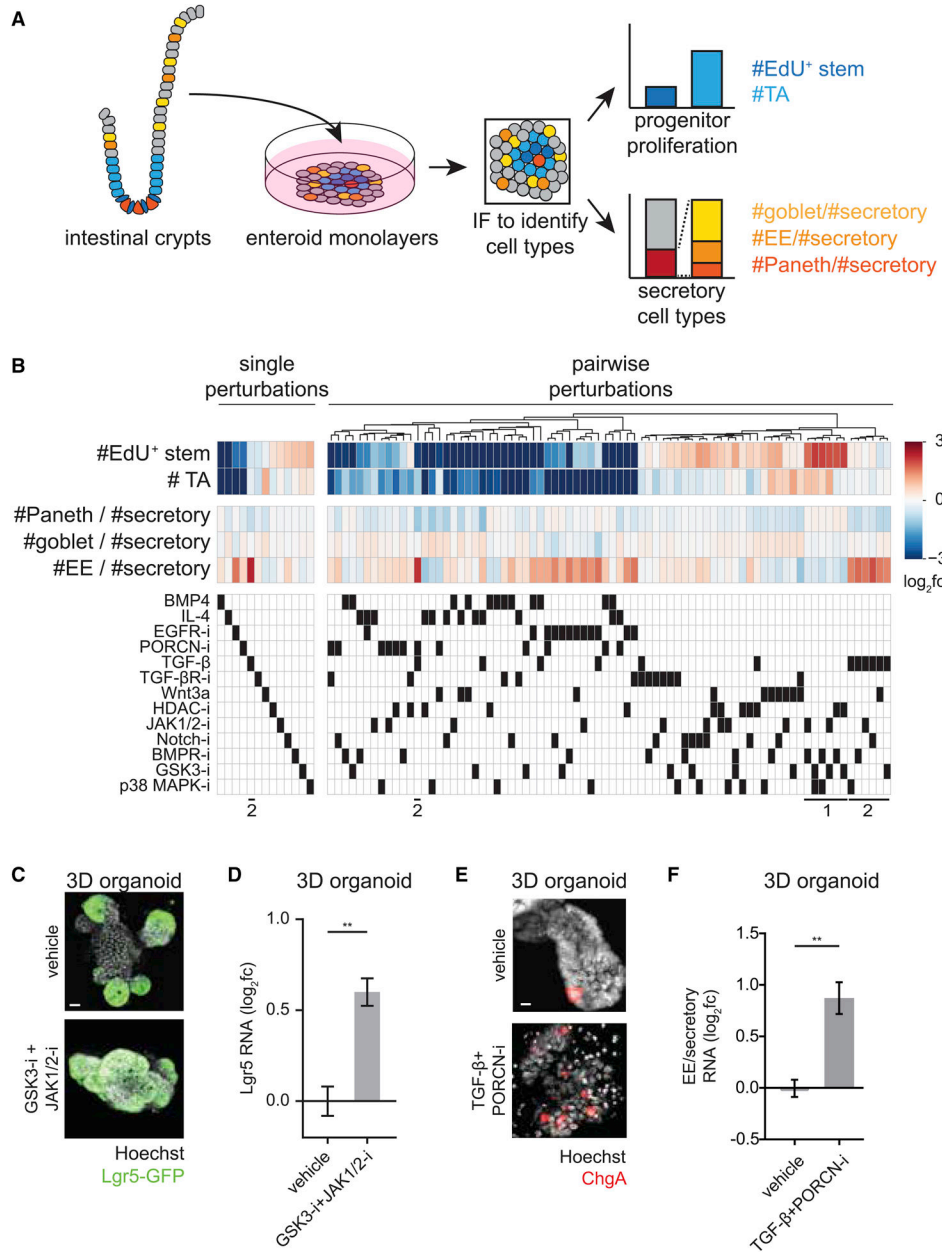 A
intestinal crypts
enteroid monolayers
IF to identify
cell types
progenitor
proliferation
#EdU⁺ stem
#TA
secretory
cell types
#goblet/#secretory
#EE/#secretory
#Paneth/#secretory
B
single
perturbations
pairwise
perturbations
#EdU⁺ stem
# TA
#Paneth / #secretory
#goblet / #secretory
#EE / #secretory
3
0
−3
log₂fc
BMP4
IL-4
EGFR-i
PORCN-i
TGF-β
TGF-βR-i
Wnt3a
HDAC-i
JAK1/2-i
Notch-i
BMPR-i
GSK3-i
p38 MAPK-i
2
2
1
2
C
3D organoid
vehicle
GSK3-i +
JAK1/2-i
Hoechst
Lgr5-GFP
D
3D organoid
Lgr5 RNA (log₂fc)
1.0
0.5
0.0
**
vehicle
GSK3-i+JAK1/2-i
E
3D organoid
vehicle
TGF-β+
PORCN-i
Hoechst
ChgA
F
3D organoid
EE/secretory
RNA (log₂fc)
1.5
1.0
0.5
0.0
-0.5
**
vehicle
TGF-β+PORCN-i